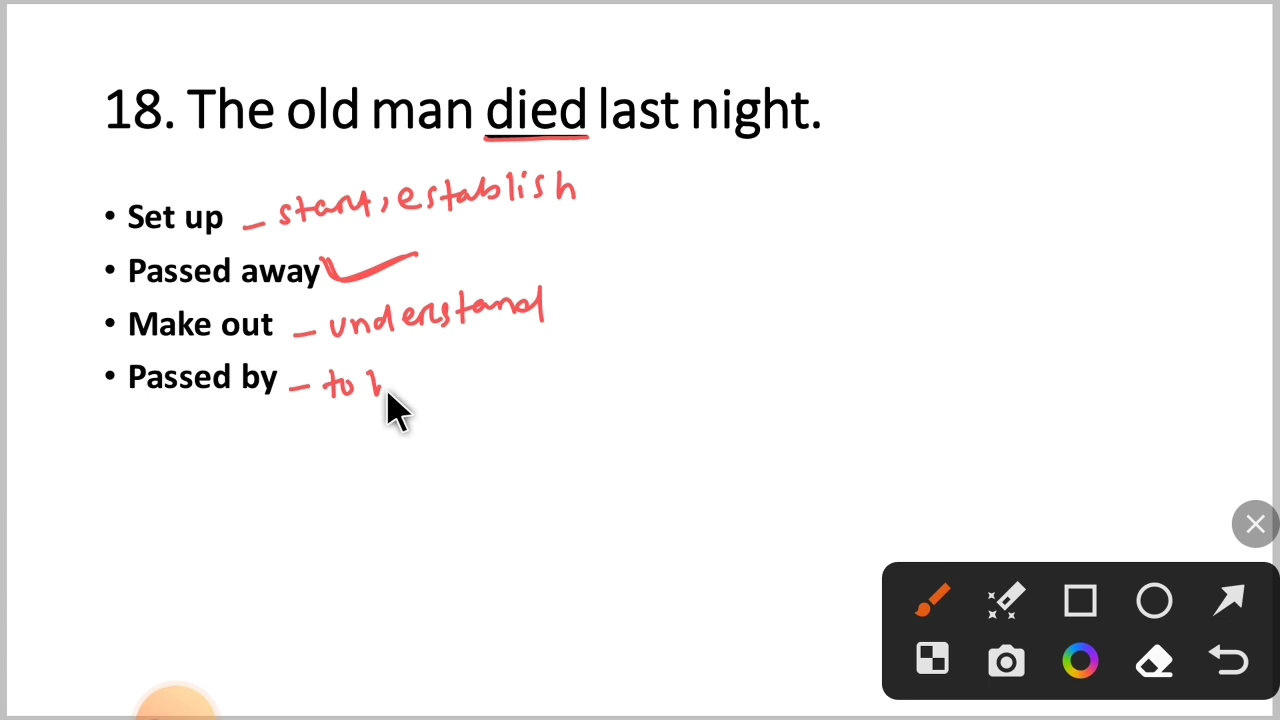 18. The old man died last night.
• Set up – start, establish
• Passed away
• Make out – understand
• Passed by – to